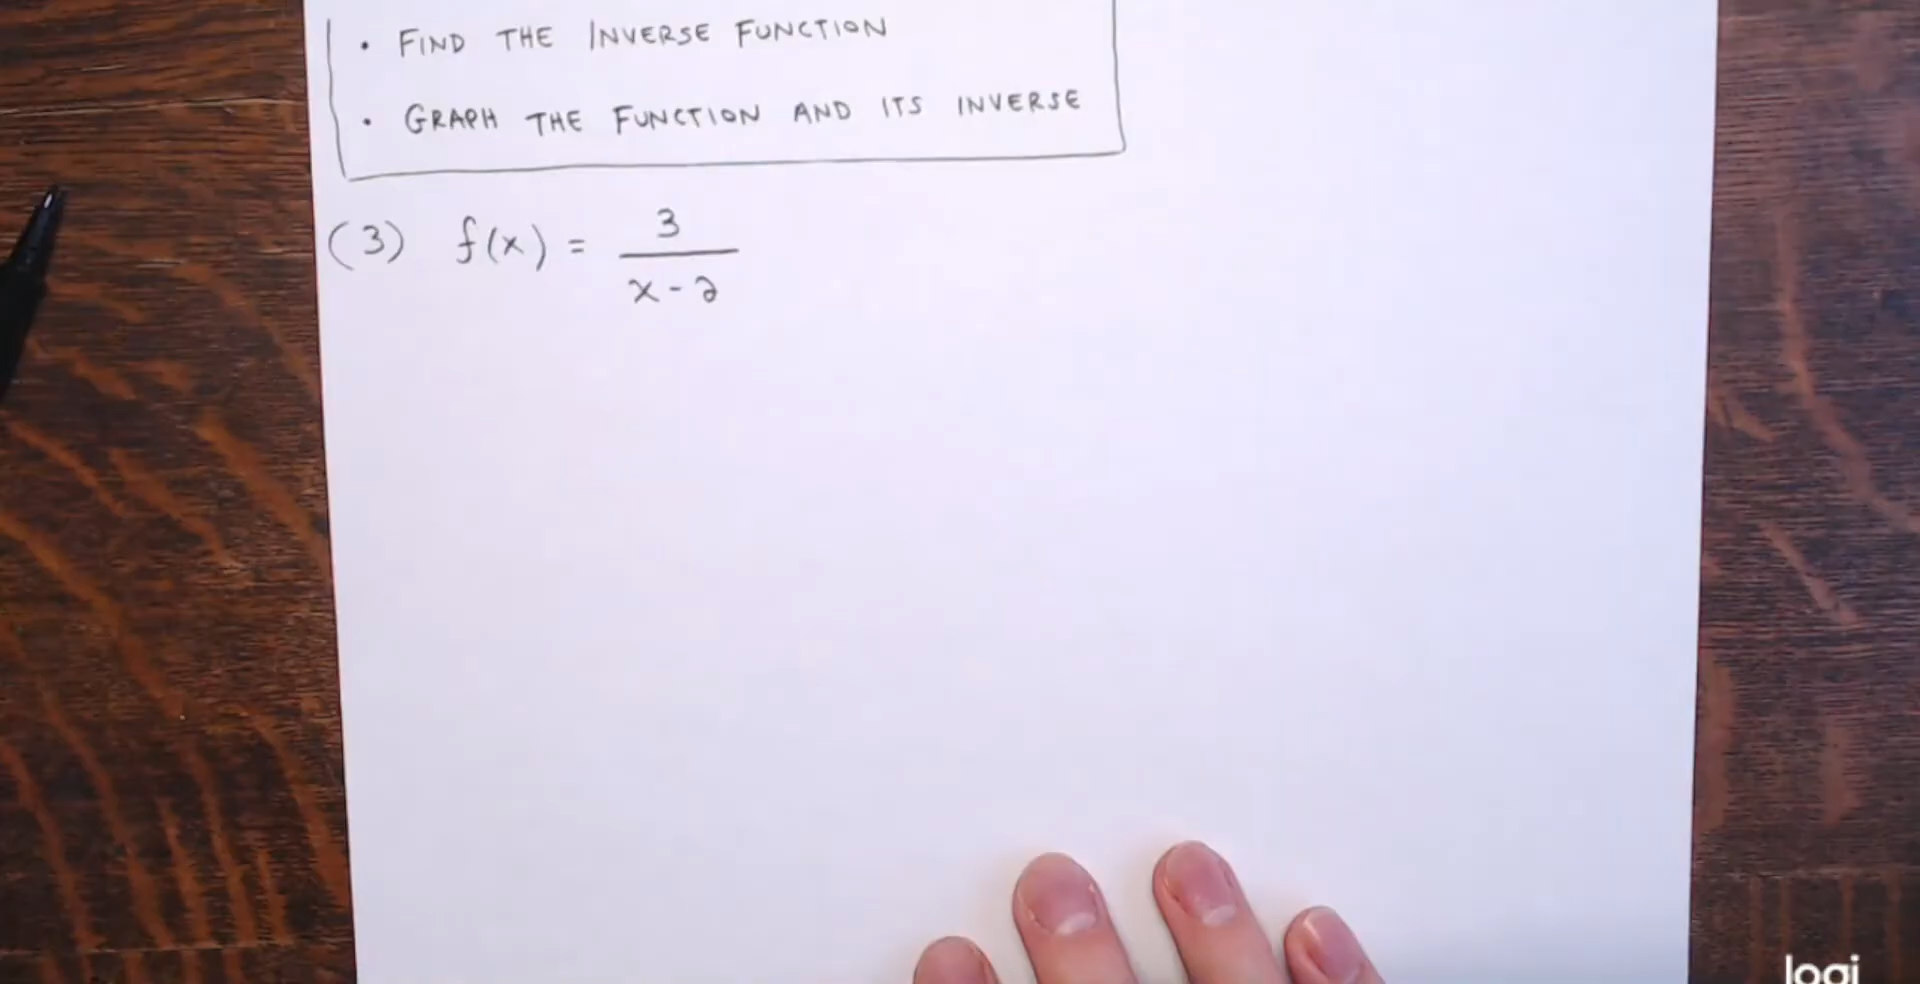 • FIND THE INVERSE FUNCTION
• GRAPH THE FUNCTION AND ITS INVERSE
(3) f(x) = 3
x - 2
logi